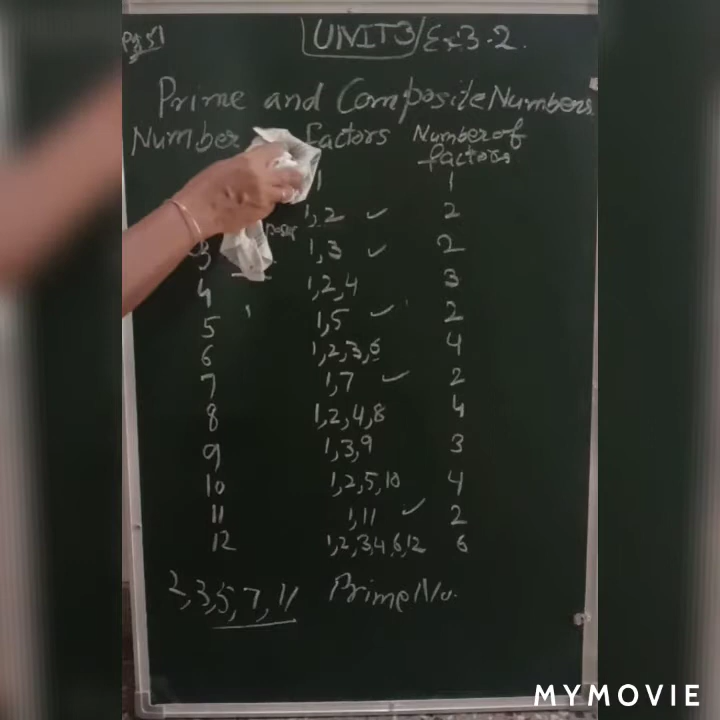 Pg 51 UNIT 3/Ex 3.2.
Prime and Composite Numbers
Number Factors Number of factors
1 1
1,2 ✓ 2
3 1,3 ✓ 2
4 1,2,4 3
5 1,5 ✓ 2
6 1,2,3,6 4
7 1,7 ✓ 2
8 1,2,4,8 4
9 1,3,9 3
10 1,2,5,10 4
11 1,11 ✓ 2
12 1,2,3,4,6,12 6
2,3,5,7,11 Prime No.
MYMOVIE